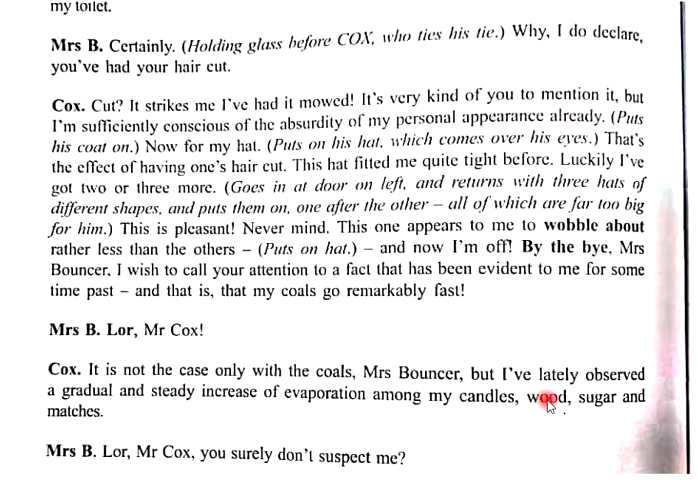 my toilet.
Mrs B. Certainly. (Holding glass before COX, who ties his tie.) Why, I do declare,
you've had your hair cut.
Cox. Cut? It strikes me I've had it mowed! It's very kind of you to mention it, but
I'm sufficiently conscious of the absurdity of my personal appearance already. (Puts
his coat on.) Now for my hat. (Puts on his hat, which comes over his eyes.) That's
the effect of having one's hair cut. This hat fitted me quite tight before. Luckily I've
got two or three more. (Goes in at door on left, and returns with three hats of
different shapes, and puts them on, one after the other – all of which are far too big
for him.) This is pleasant! Never mind. This one appears to me to wobble about
rather less than the others – (Puts on hat.) – and now I'm off! By the bye, Mrs
Bouncer, I wish to call your attention to a fact that has been evident to me for some
time past – and that is, that my coals go remarkably fast!
Mrs B. Lor, Mr Cox!
Cox. It is not the case only with the coals, Mrs Bouncer, but I've lately observed
a gradual and steady increase of evaporation among my candles, wood, sugar and
matches.
Mrs B. Lor, Mr Cox, you surely don't suspect me?